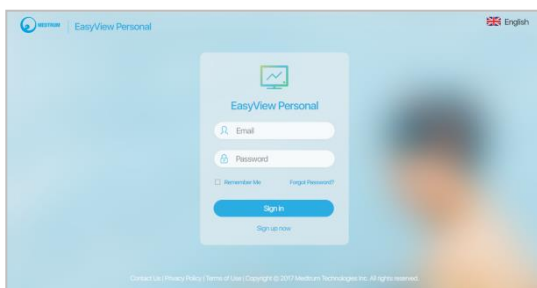 MEDTRUM EasyView Personal English
EasyView Personal
Email
Password
Remember Me Forgot Password?
Sign in
Sign up now
Contact Us | Privacy Policy | Terms of Use | Copyright © 2017 Medtrum Technologies Inc. All rights reserved.